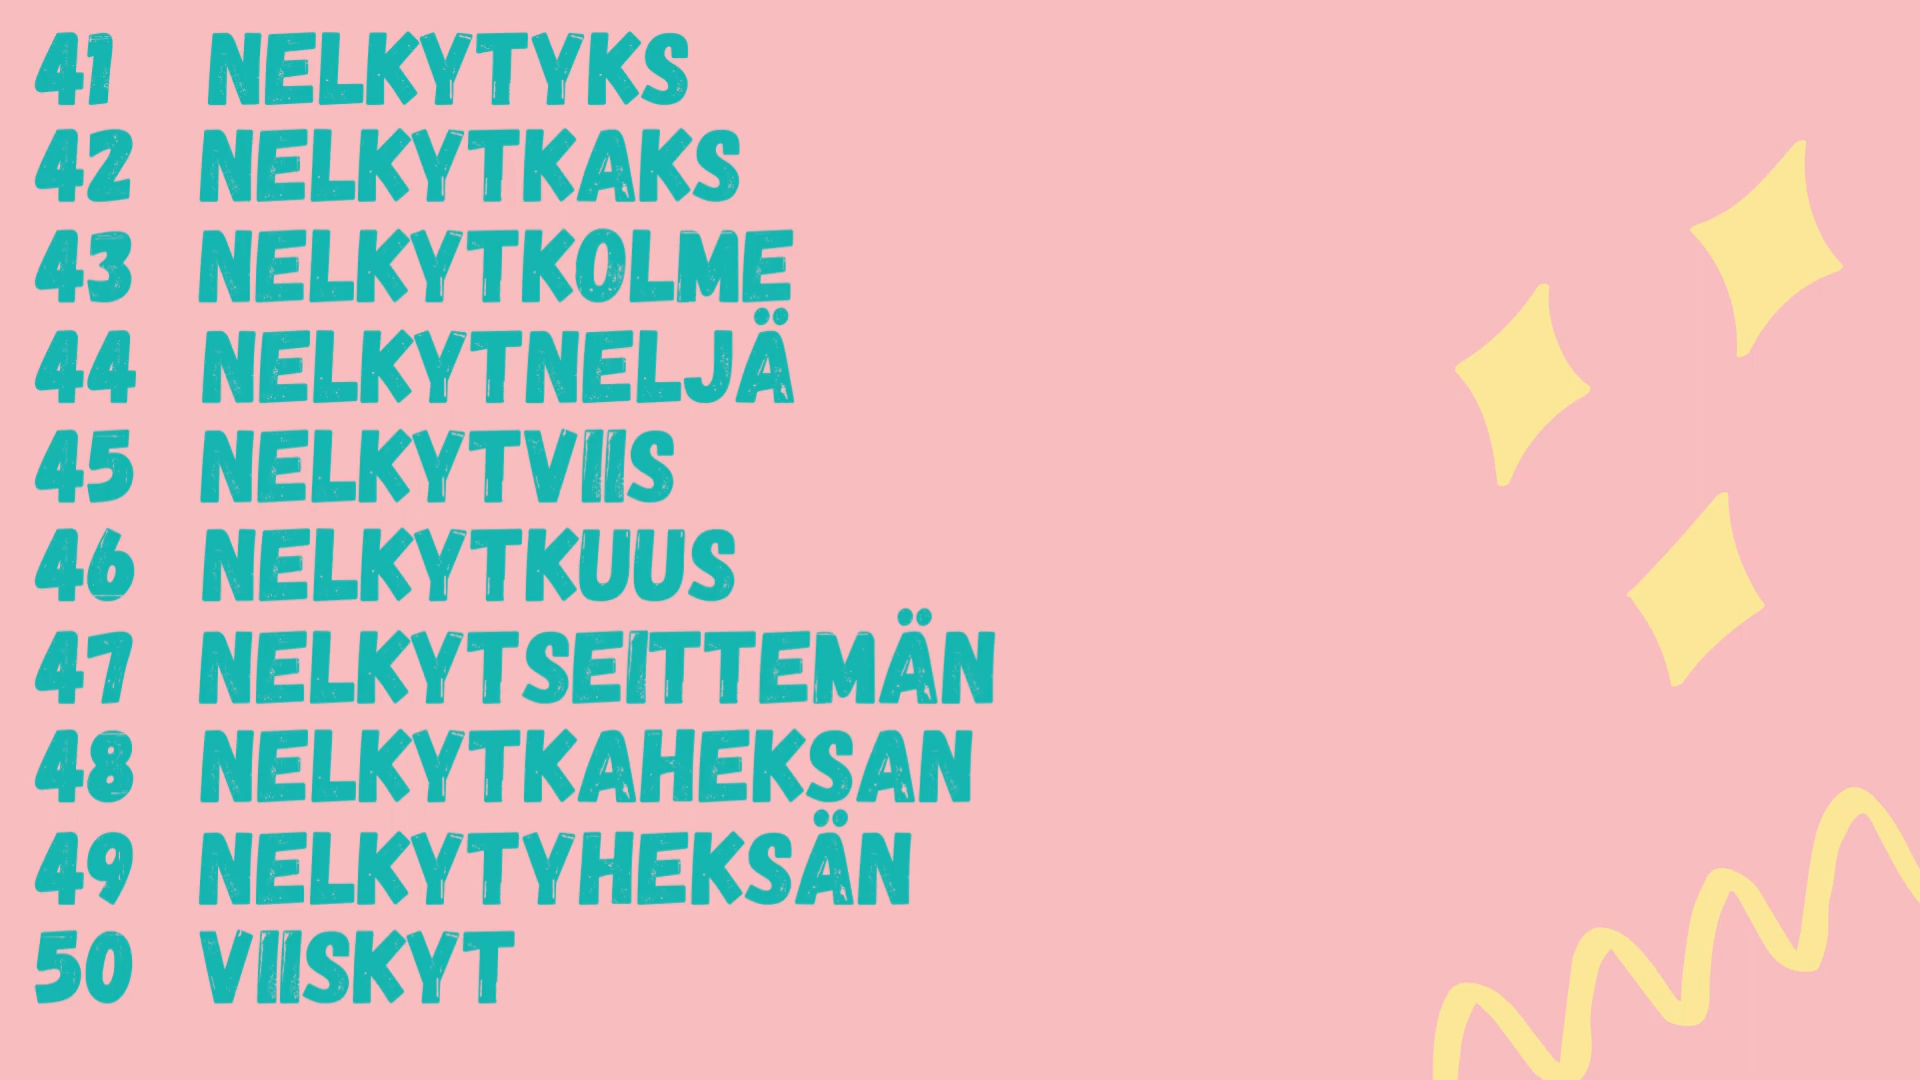 41 NELKYTYKS
42 NELKYTKAKS
43 NELKYTKOLME
44 NELKYTNELJÄ
45 NELKYTVIIS
46 NELKYTKUUS
47 NELKYTSEITTEMÄN
48 NELKYTKAHEKSAN
49 NELKYTYHEKSÄN
50 VIISKYT